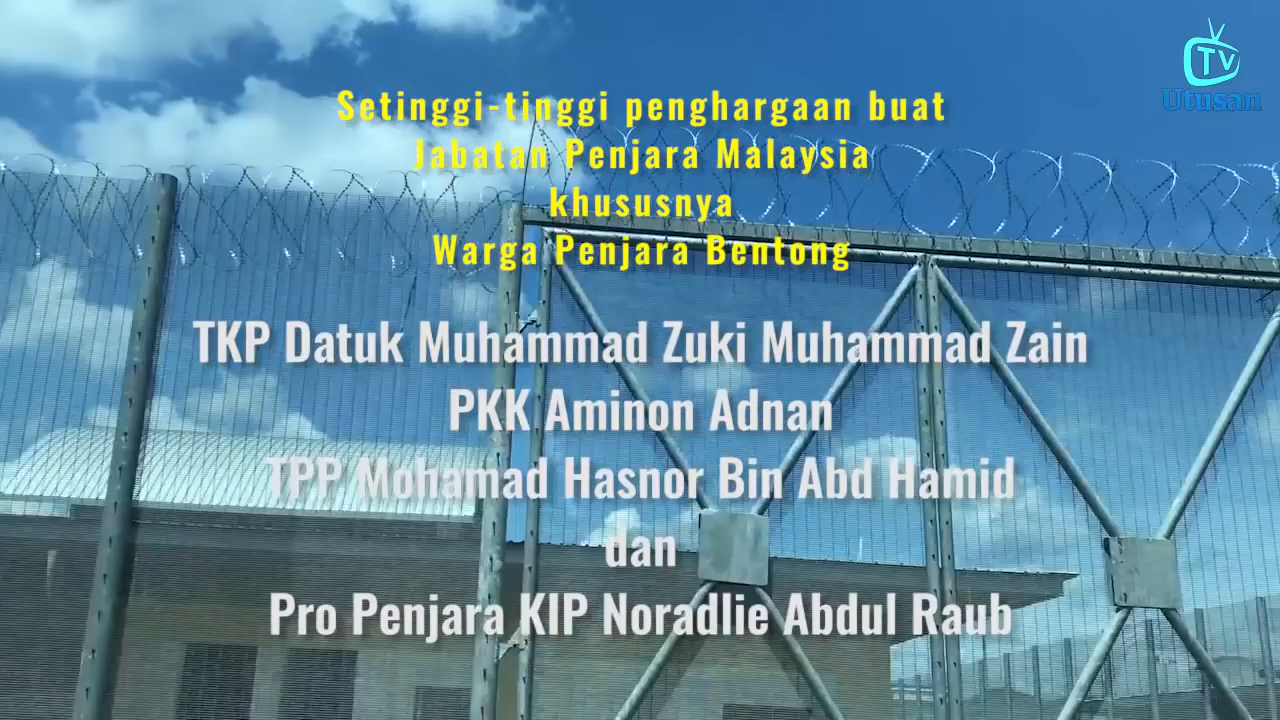 TV
Utusan
Setinggi-tinggi penghargaan buat
Jabatan Penjara Malaysia
khususnya
Warga Penjara Bentong
TKP Datuk Muhammad Zuki Muhammad Zain
PKK Aminon Adnan
TPP Mohamad Hasnor Bin Abd Hamid
dan
Pro Penjara KIP Noradlie Abdul Raub